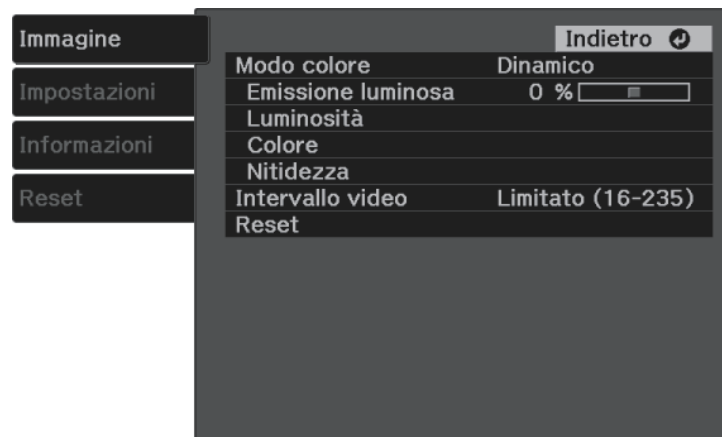 Immagine
Impostazioni
Informazioni
Reset
Indietro
Modo colore Dinamico
Emissione luminosa 0 %
Luminosità
Colore
Nitidezza
Intervallo video Limitato (16-235)
Reset